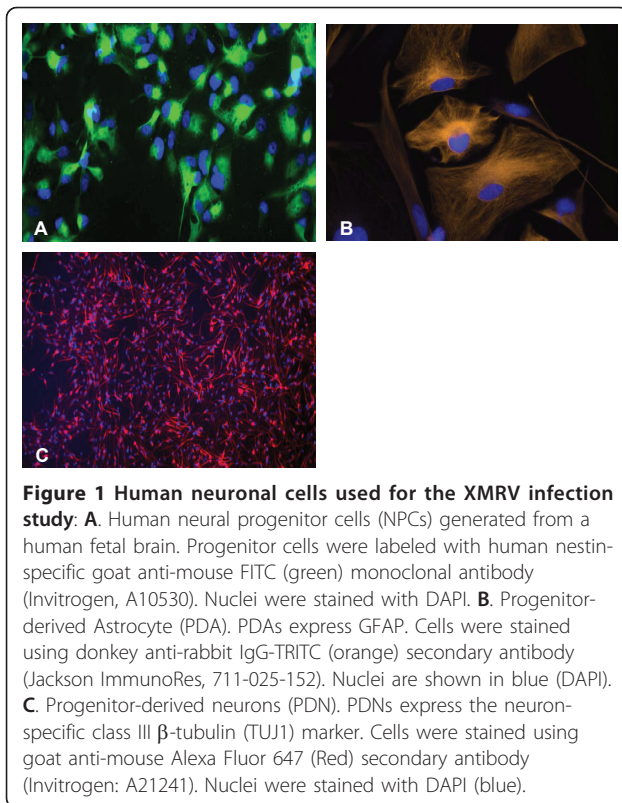 A
B
C
Figure 1 Human neuronal cells used for the XMRV infection
study: A. Human neural progenitor cells (NPCs) generated from a
human fetal brain. Progenitor cells were labeled with human nestin-
specific goat anti-mouse FITC (green) monoclonal antibody
(Invitrogen, A10530). Nuclei were stained with DAPI. B. Progenitor-
derived Astrocyte (PDA). PDAs express GFAP. Cells were stained
using donkey anti-rabbit IgG-TRITC (orange) secondary antibody
(Jackson ImmunoRes, 711-025-152). Nuclei are shown in blue (DAPI).
C. Progenitor-derived neurons (PDN). PDNs express the neuron-
specific class III β-tubulin (TUJ1) marker. Cells were stained using
goat anti-mouse Alexa Fluor 647 (Red) secondary antibody
(Invitrogen: A21241). Nuclei were stained with DAPI (blue).